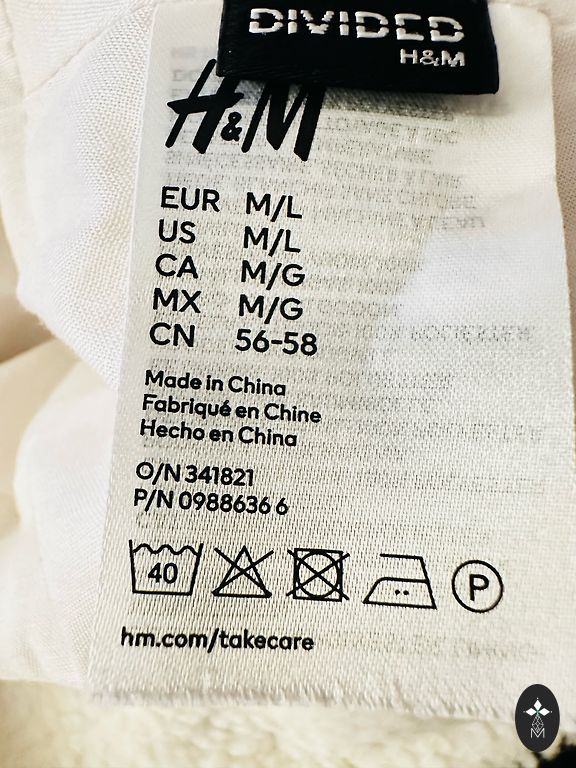 DIVIDED
H&M
H&M
EUR M/L
US M/L
CA M/G
MX M/G
CN 56-58
Made in China
Fabriqué en Chine
Hecho en China
O/N 341821
P/N 0988636 6
40
P
hm.com/takecare
M